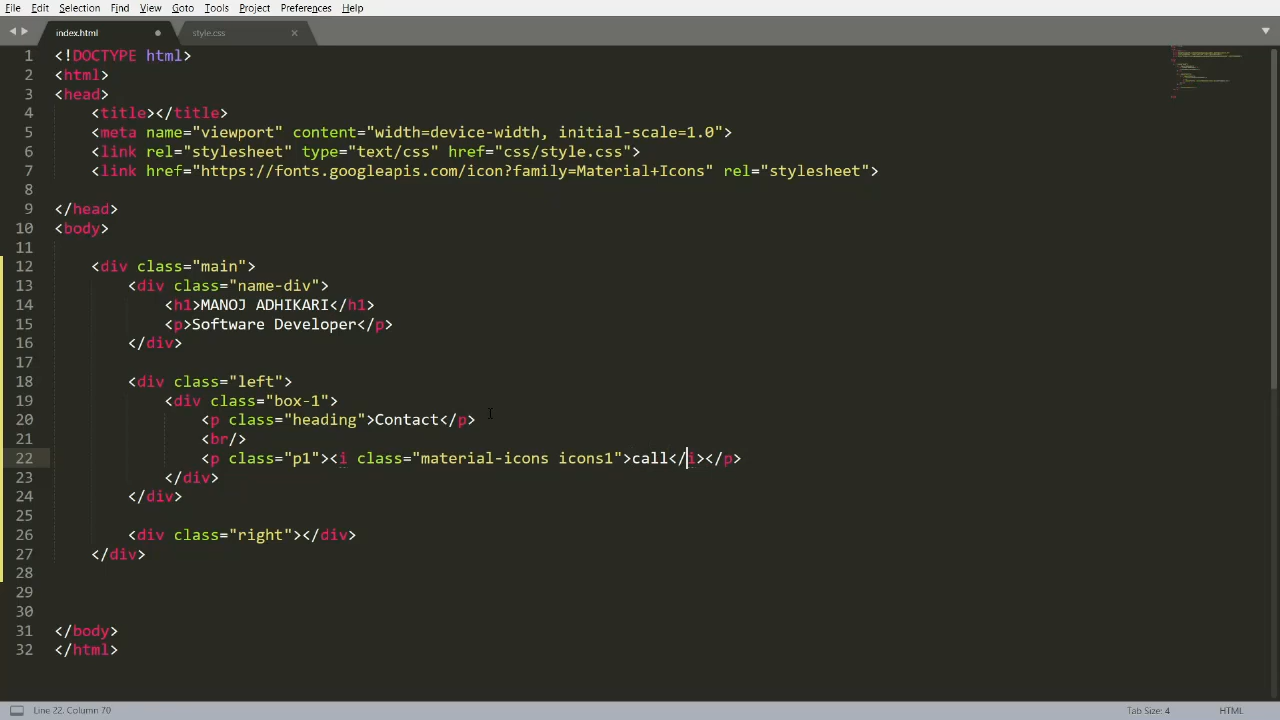 File Edit Selection Find View Goto Tools Project Preferences Help
index.html style.css
1 <!DOCTYPE html>
2 <html>
3 <head>
4 <title></title>
5 <meta name="viewport" content="width=device-width, initial-scale=1.0">
6 <link rel="stylesheet" type="text/css" href="css/style.css">
7 <link href="https://fonts.googleapis.com/icon?family=Material+Icons" rel="stylesheet">
8
9 </head>
10 <body>
11
12 <div class="main">
13 <div class="name-div">
14 <h1>MANOJ ADHIKARI</h1>
15 <p>Software Developer</p>
16 </div>
17
18 <div class="left">
19 <div class="box-1">
20 <p class="heading">Contact</p>
21 <br/>
22 <p class="p1"><i class="material-icons icons1">call</i></p>
23 </div>
24 </div>
25
26 <div class="right"></div>
27 </div>
28
29
30
31 </body>
32 </html>
Line 22, Column 70 Tab Size: 4 HTML